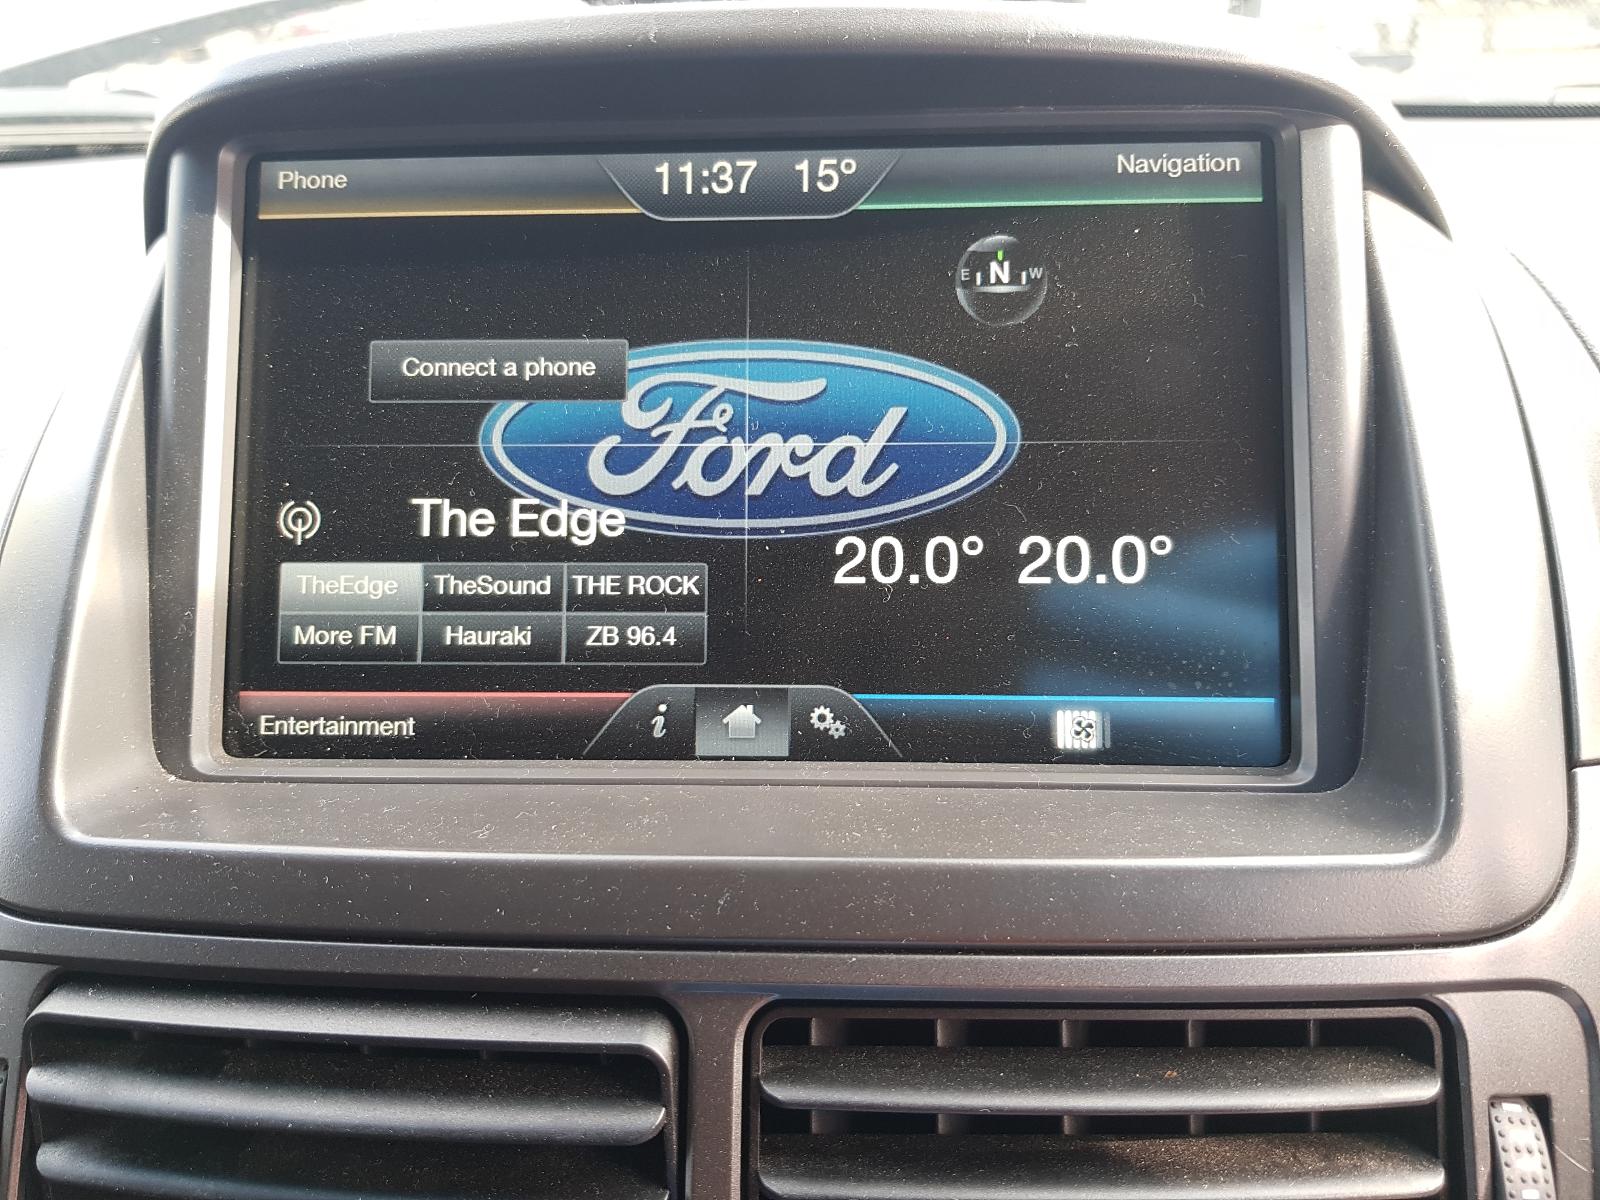 Phone 11:37 15º Navigation
E N W
Connect a phone
Ford
The Edge
20.0° 20.0°
TheEdge TheSound THE ROCK
More FM Hauraki ZB 96.4
Entertainment i